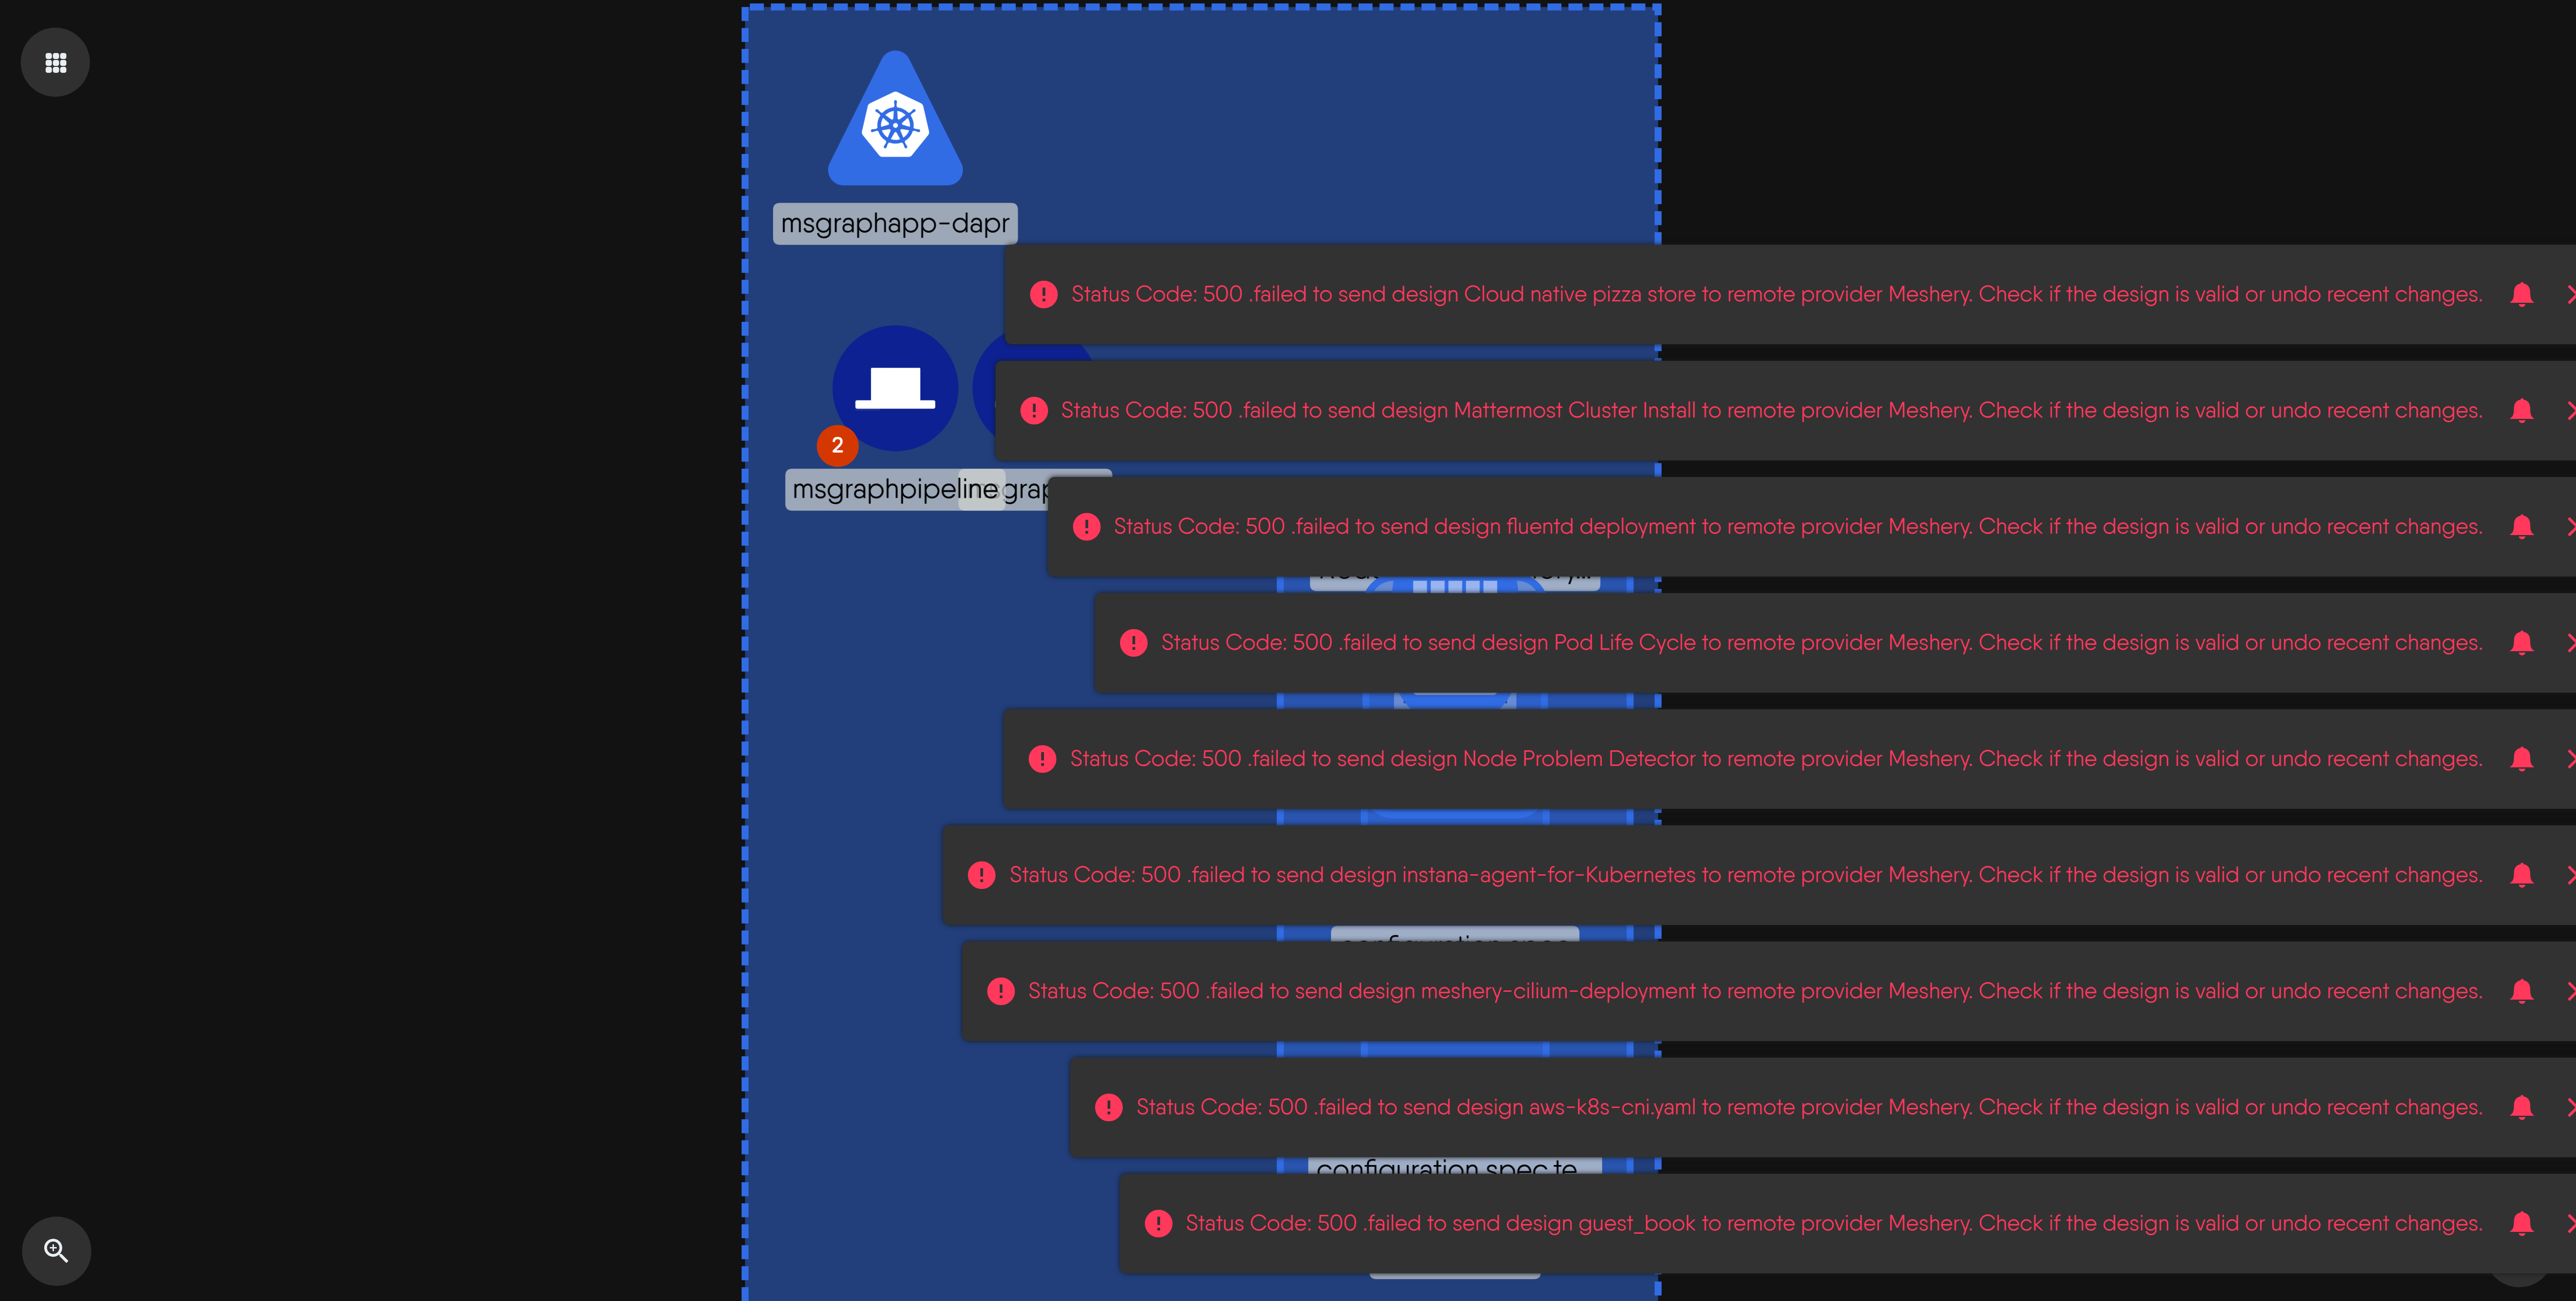 msgraphapp-dapr
Status Code: 500 .failed to send design Cloud native pizza store to remote provider Meshery. Check if the design is valid or undo recent changes.
Status Code: 500 .failed to send design Mattermost Cluster Install to remote provider Meshery. Check if the design is valid or undo recent changes.
2
msgraphpipeline
Status Code: 500 .failed to send design fluentd deployment to remote provider Meshery. Check if the design is valid or undo recent changes.
Status Code: 500 .failed to send design Pod Life Cycle to remote provider Meshery. Check if the design is valid or undo recent changes.
Status Code: 500 .failed to send design Node Problem Detector to remote provider Meshery. Check if the design is valid or undo recent changes.
Status Code: 500 .failed to send design instana-agent-for-Kubernetes to remote provider Meshery. Check if the design is valid or undo recent changes.
Status Code: 500 .failed to send design meshery-cilium-deployment to remote provider Meshery. Check if the design is valid or undo recent changes.
Status Code: 500 .failed to send design aws-k8s-cni.yaml to remote provider Meshery. Check if the design is valid or undo recent changes.
configuration spec te...
Status Code: 500 .failed to send design guest_book to remote provider Meshery. Check if the design is valid or undo recent changes.